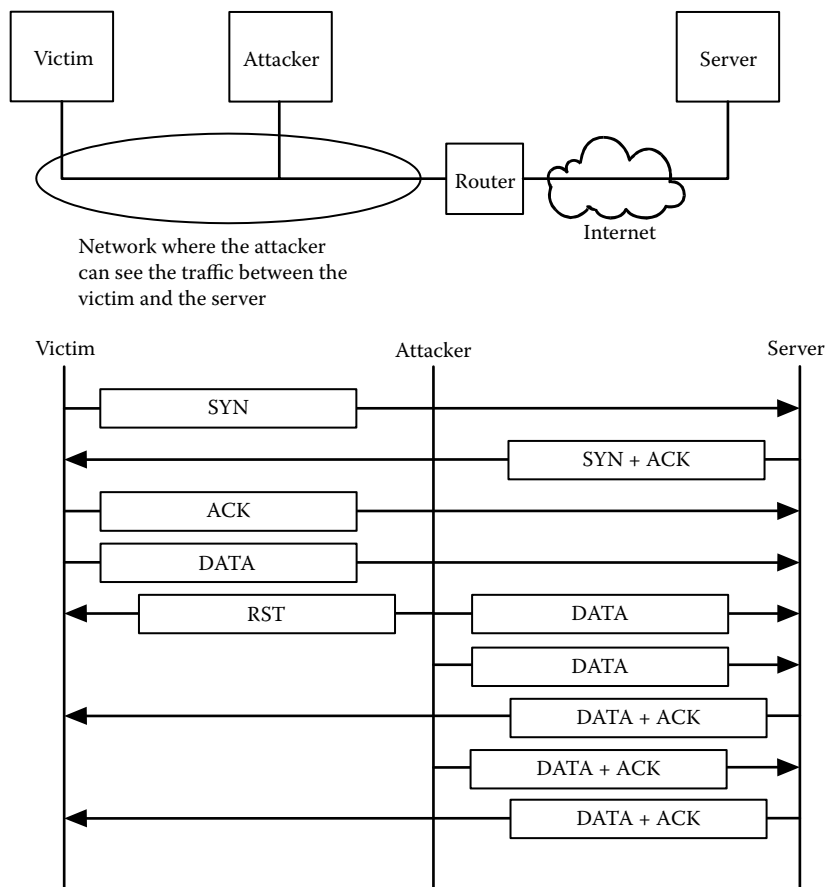 Victim
Attacker
Server
Router
Internet
Network where the attacker
can see the traffic between the
victim and the server
Victim
Attacker
Server
SYN
SYN + ACK
ACK
DATA
RST
DATA
DATA
DATA + ACK
DATA + ACK
DATA + ACK